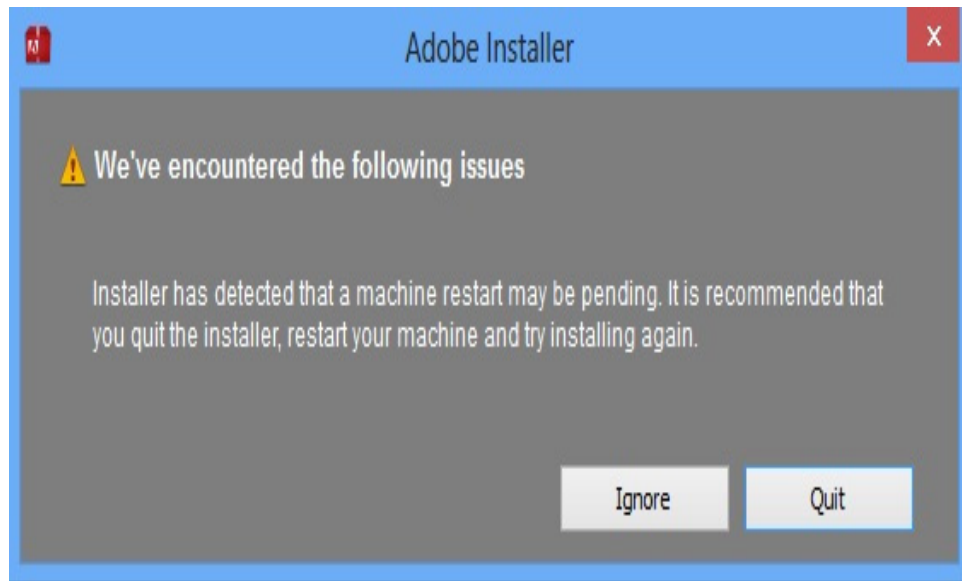 Adobe Installer
X
We've encountered the following issues
Installer has detected that a machine restart may be pending. It is recommended that
you quit the installer, restart your machine and try installing again.
Ignore
Quit